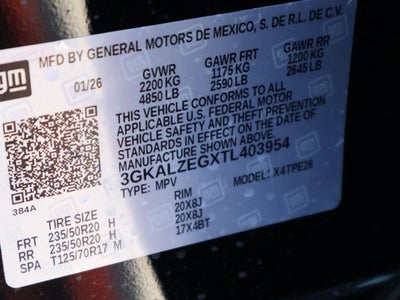 gm
MFD BY GENERAL MOTORS DE MEXICO, S. DE R.L. DE C.V.
01/26 GVWR GAWR FRT GAWR RR
2200 KG 1175 KG 1200 KG
4850 LB 2590 LB 2645 LB
THIS VEHICLE CONFORMS TO ALL
APPLICABLE U.S. FEDERAL MOTOR
VEHICLE SAFETY AND THEFT PREVENTION
STANDARDS IN EFFECT ON THE DATE OF
MANUFACTURE SHOWN ABOVE.
3GKALZEGXTL403954
384A
TYPE: MPV MODEL: X4TPE26
TIRE SIZE RIM
FRT 235/50R20 H 20X8J
RR 235/50R20 H 20X8J
SPA T125/70R17 M 17X4BT